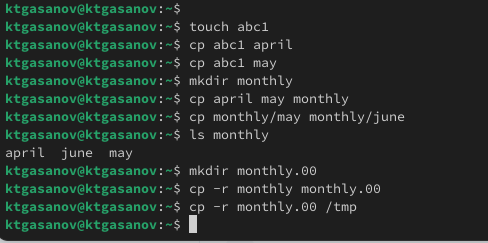 ktgasanov@ktgasanov:~$
ktgasanov@ktgasanov:~$ touch abc1
ktgasanov@ktgasanov:~$ cp abc1 april
ktgasanov@ktgasanov:~$ cp abc1 may
ktgasanov@ktgasanov:~$ mkdir monthly
ktgasanov@ktgasanov:~$ cp april may monthly
ktgasanov@ktgasanov:~$ cp monthly/may monthly/june
ktgasanov@ktgasanov:~$ ls monthly
april  june  may
ktgasanov@ktgasanov:~$ mkdir monthly.00
ktgasanov@ktgasanov:~$ cp -r monthly monthly.00
ktgasanov@ktgasanov:~$ cp -r monthly.00 /tmp
ktgasanov@ktgasanov:~$